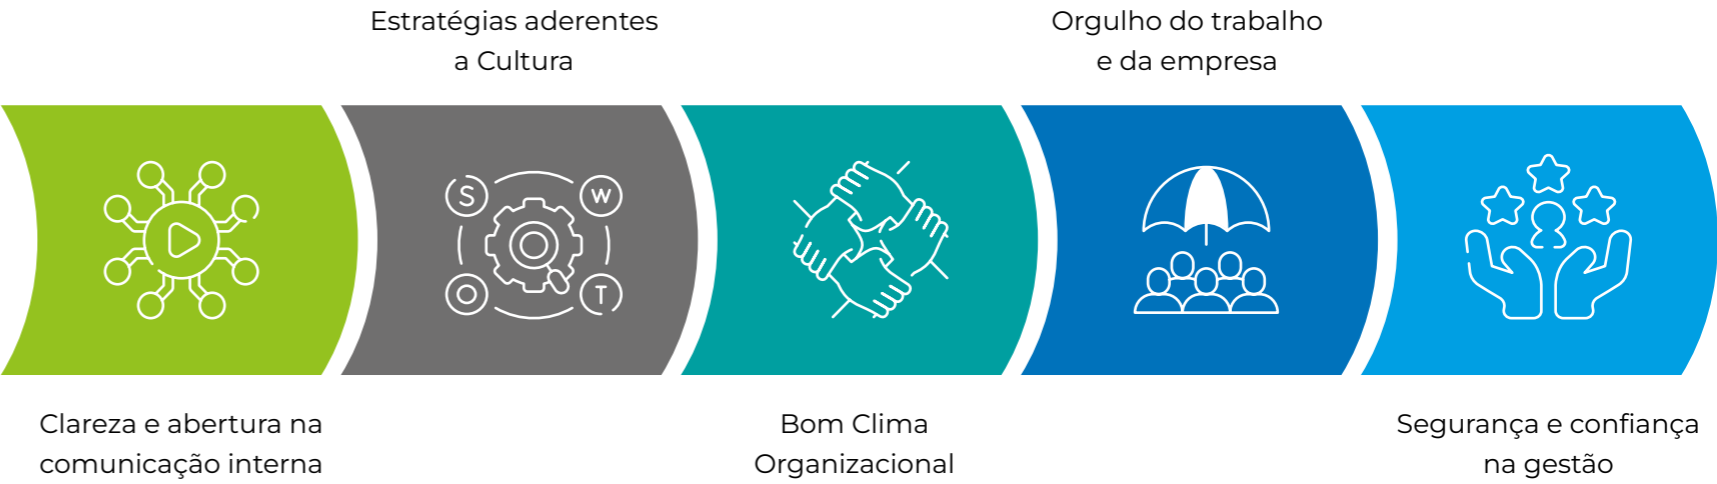 Estratégias aderentes
a Cultura
Orgulho do trabalho
e da empresa
S
W
O
T
Clareza e abertura na
comunicação interna
Bom Clima
Organizacional
Segurança e confiança
na gestão